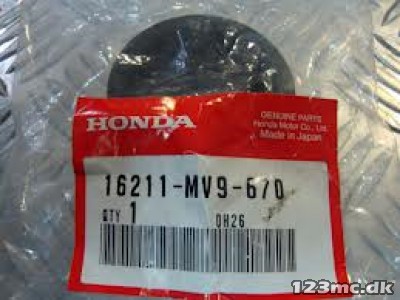 HONDA
GENUINE PARTS
Honda Motor Co., Ltd.
Made in Japan
16211-MV9-670
QTY 1 0H26
123mc.dk